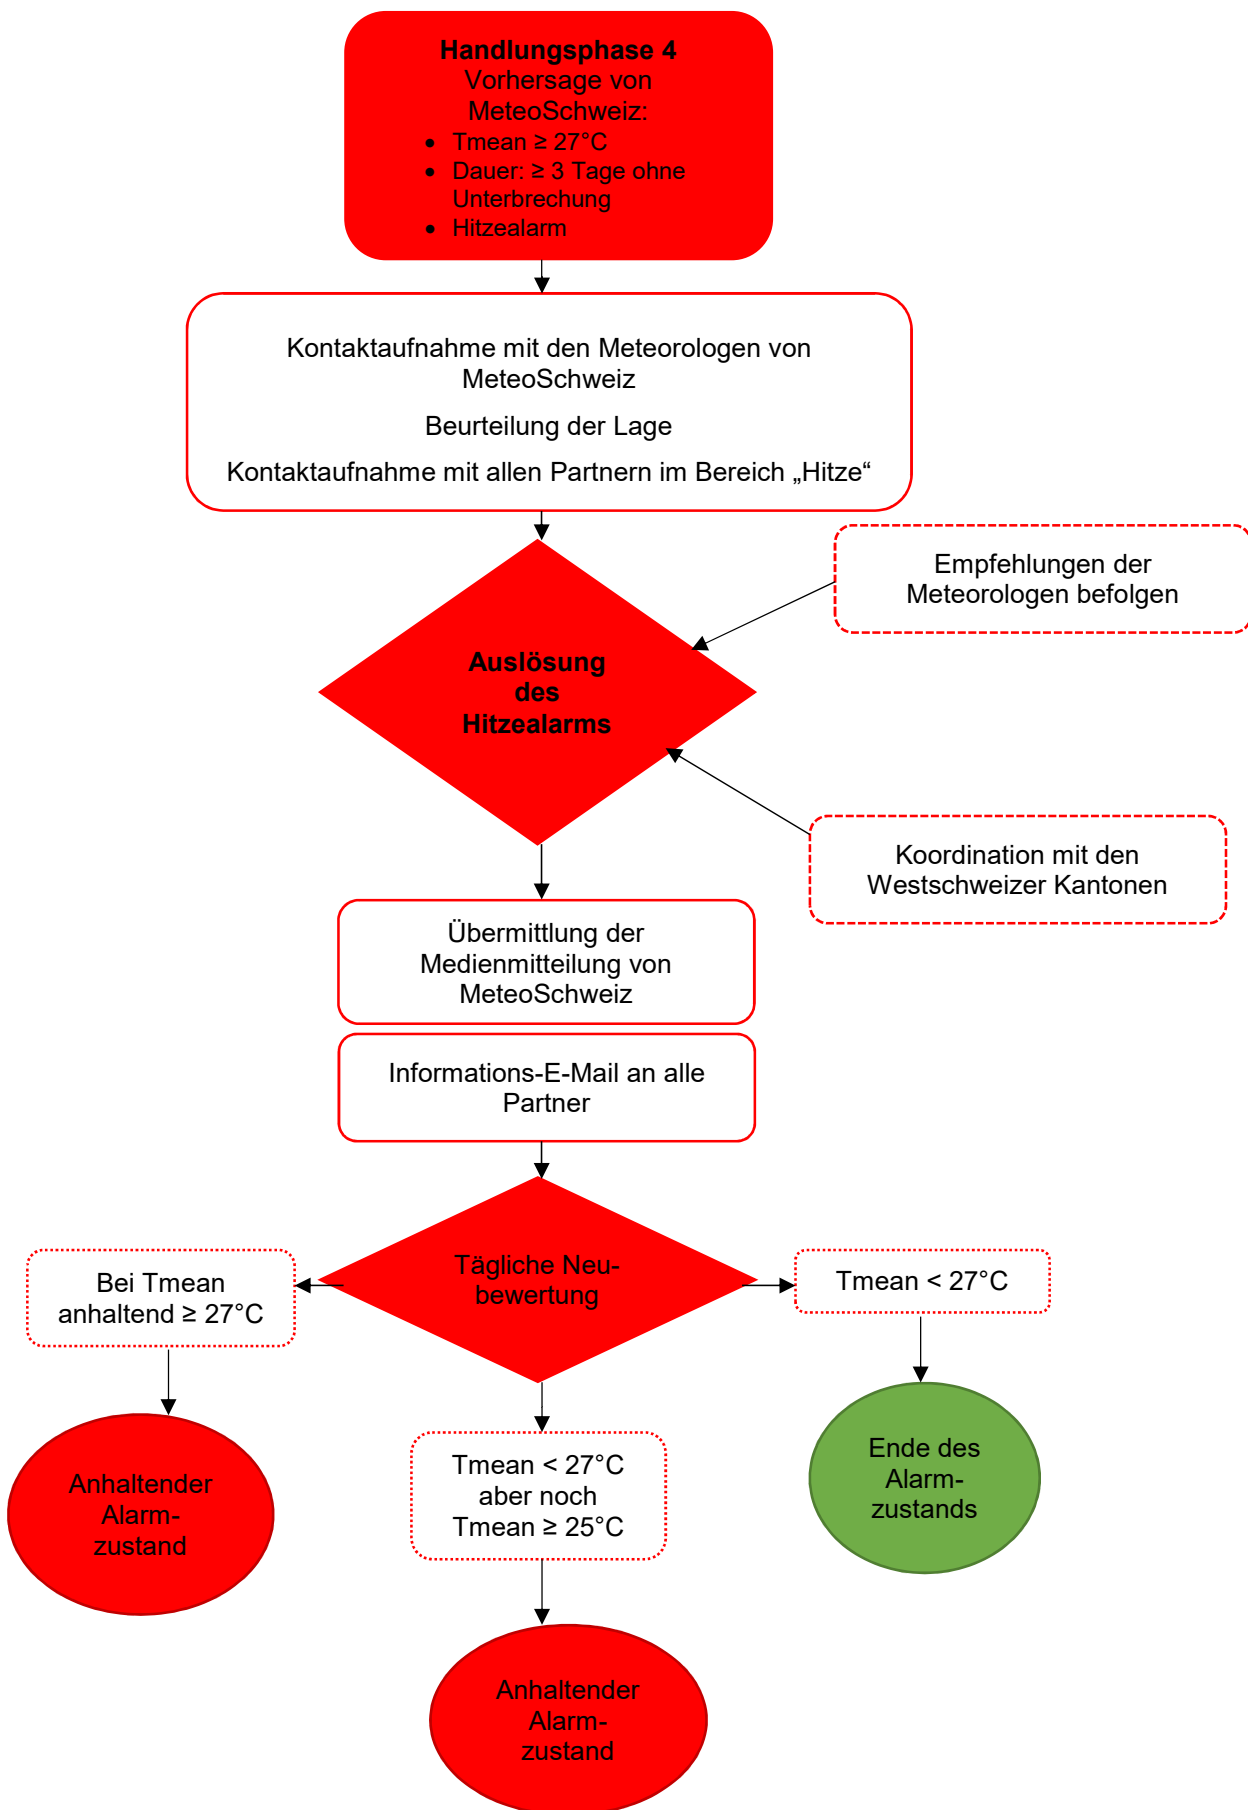 Handlungsphase 4
Vorhersage von
MeteoSchweiz:
• Tmean ≥ 27°C
• Dauer: ≥ 3 Tage ohne
Unterbrechung
• Hitzealarm
Kontaktaufnahme mit den Meteorologen von
MeteoSchweiz
Beurteilung der Lage
Kontaktaufnahme mit allen Partnern im Bereich „Hitze“
Empfehlungen der
Meteorologen befolgen
Auslösung
des
Hitzealarms
Koordination mit den
Westschweizer Kantonen
Übermittlung der
Medienmitteilung von
MeteoSchweiz
Informations-E-Mail an alle
Partner
Tägliche Neu-
bewertung
Bei Tmean
anhaltend ≥ 27°C
Tmean < 27°C
Anhaltender
Alarm-
zustand
Tmean < 27°C
aber noch
Tmean ≥ 25°C
Ende des
Alarm-
zustands
Anhaltender
Alarm-
zustand